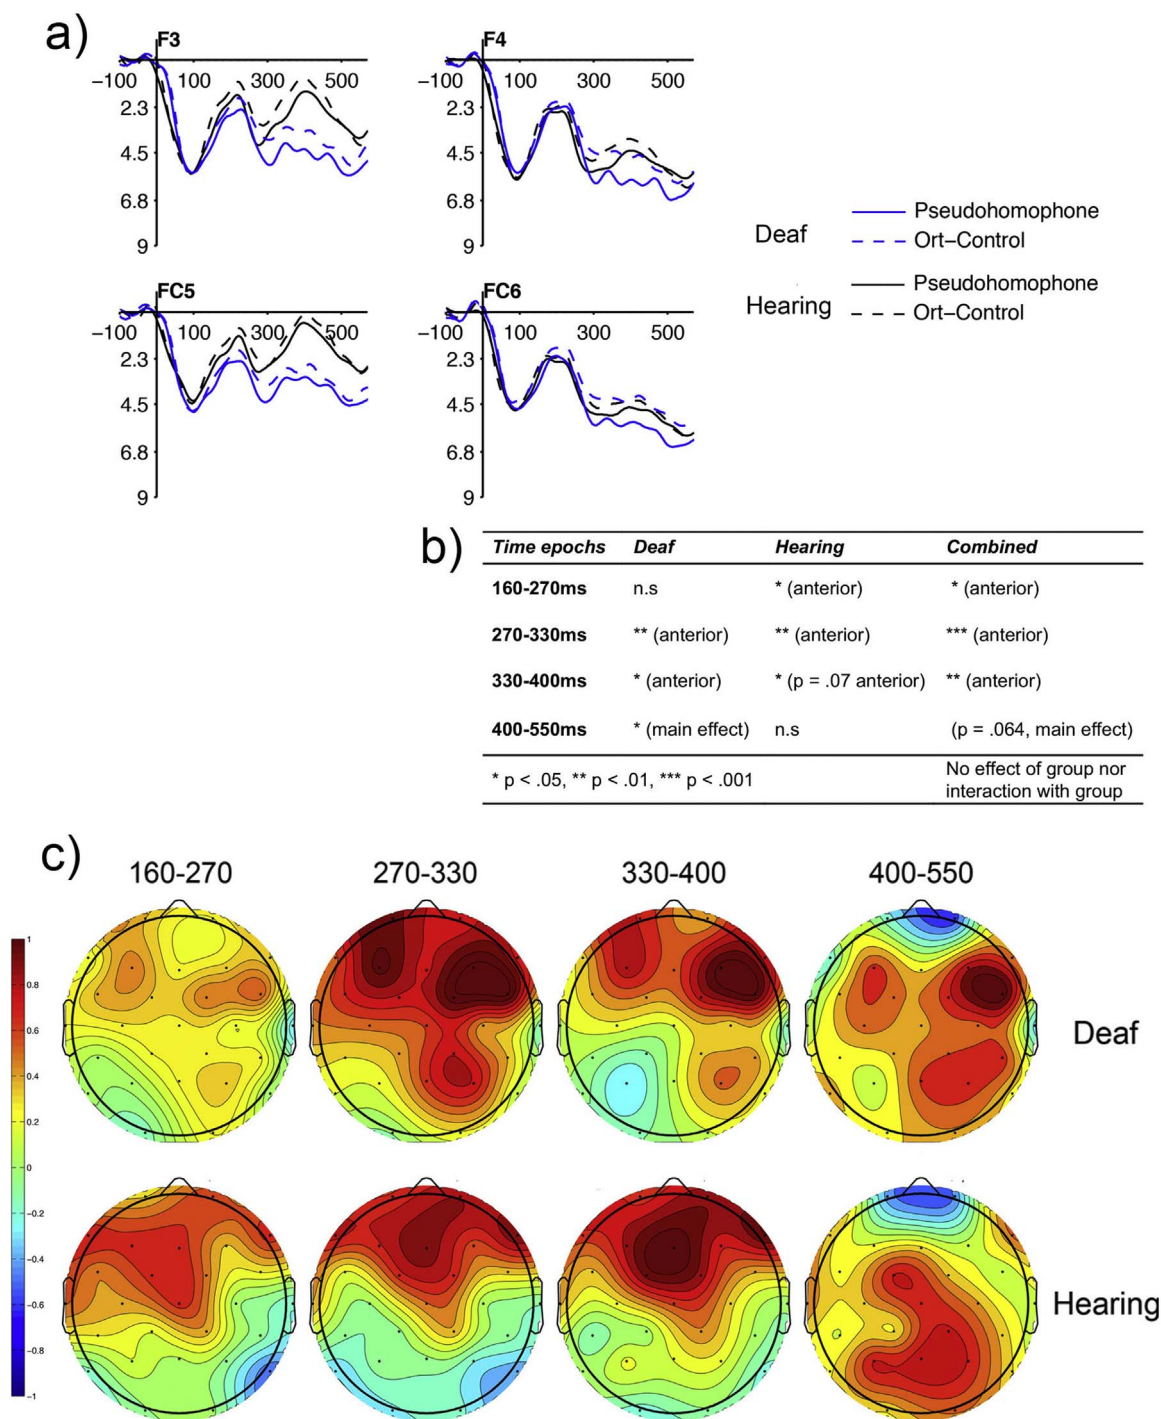 a)
F3
F4
−100 100 300 500
−100 100 300 500
2.3
4.5
6.8
9
2.3
4.5
6.8
9
Deaf
Pseudohomophone
Ort−Control
Hearing
Pseudohomophone
Ort−Control
FC5
FC6
−100 100 300 500
−100 100 300 500
2.3
4.5
6.8
9
2.3
4.5
6.8
9
b)
Time epochs Deaf Hearing Combined
160-270ms n.s * (anterior) * (anterior)
270-330ms ** (anterior) ** (anterior) *** (anterior)
330-400ms * (anterior) * (p = .07 anterior) ** (anterior)
400-550ms * (main effect) n.s (p = .064, main effect)
* p < .05, ** p < .01, *** p < .001
No effect of group nor
interaction with group
c)
160-270 270-330 330-400 400-550
1
0.8
0.6
0.4
0.2
0
−0.2
−0.4
−0.6
−0.8
−1
Deaf
Hearing